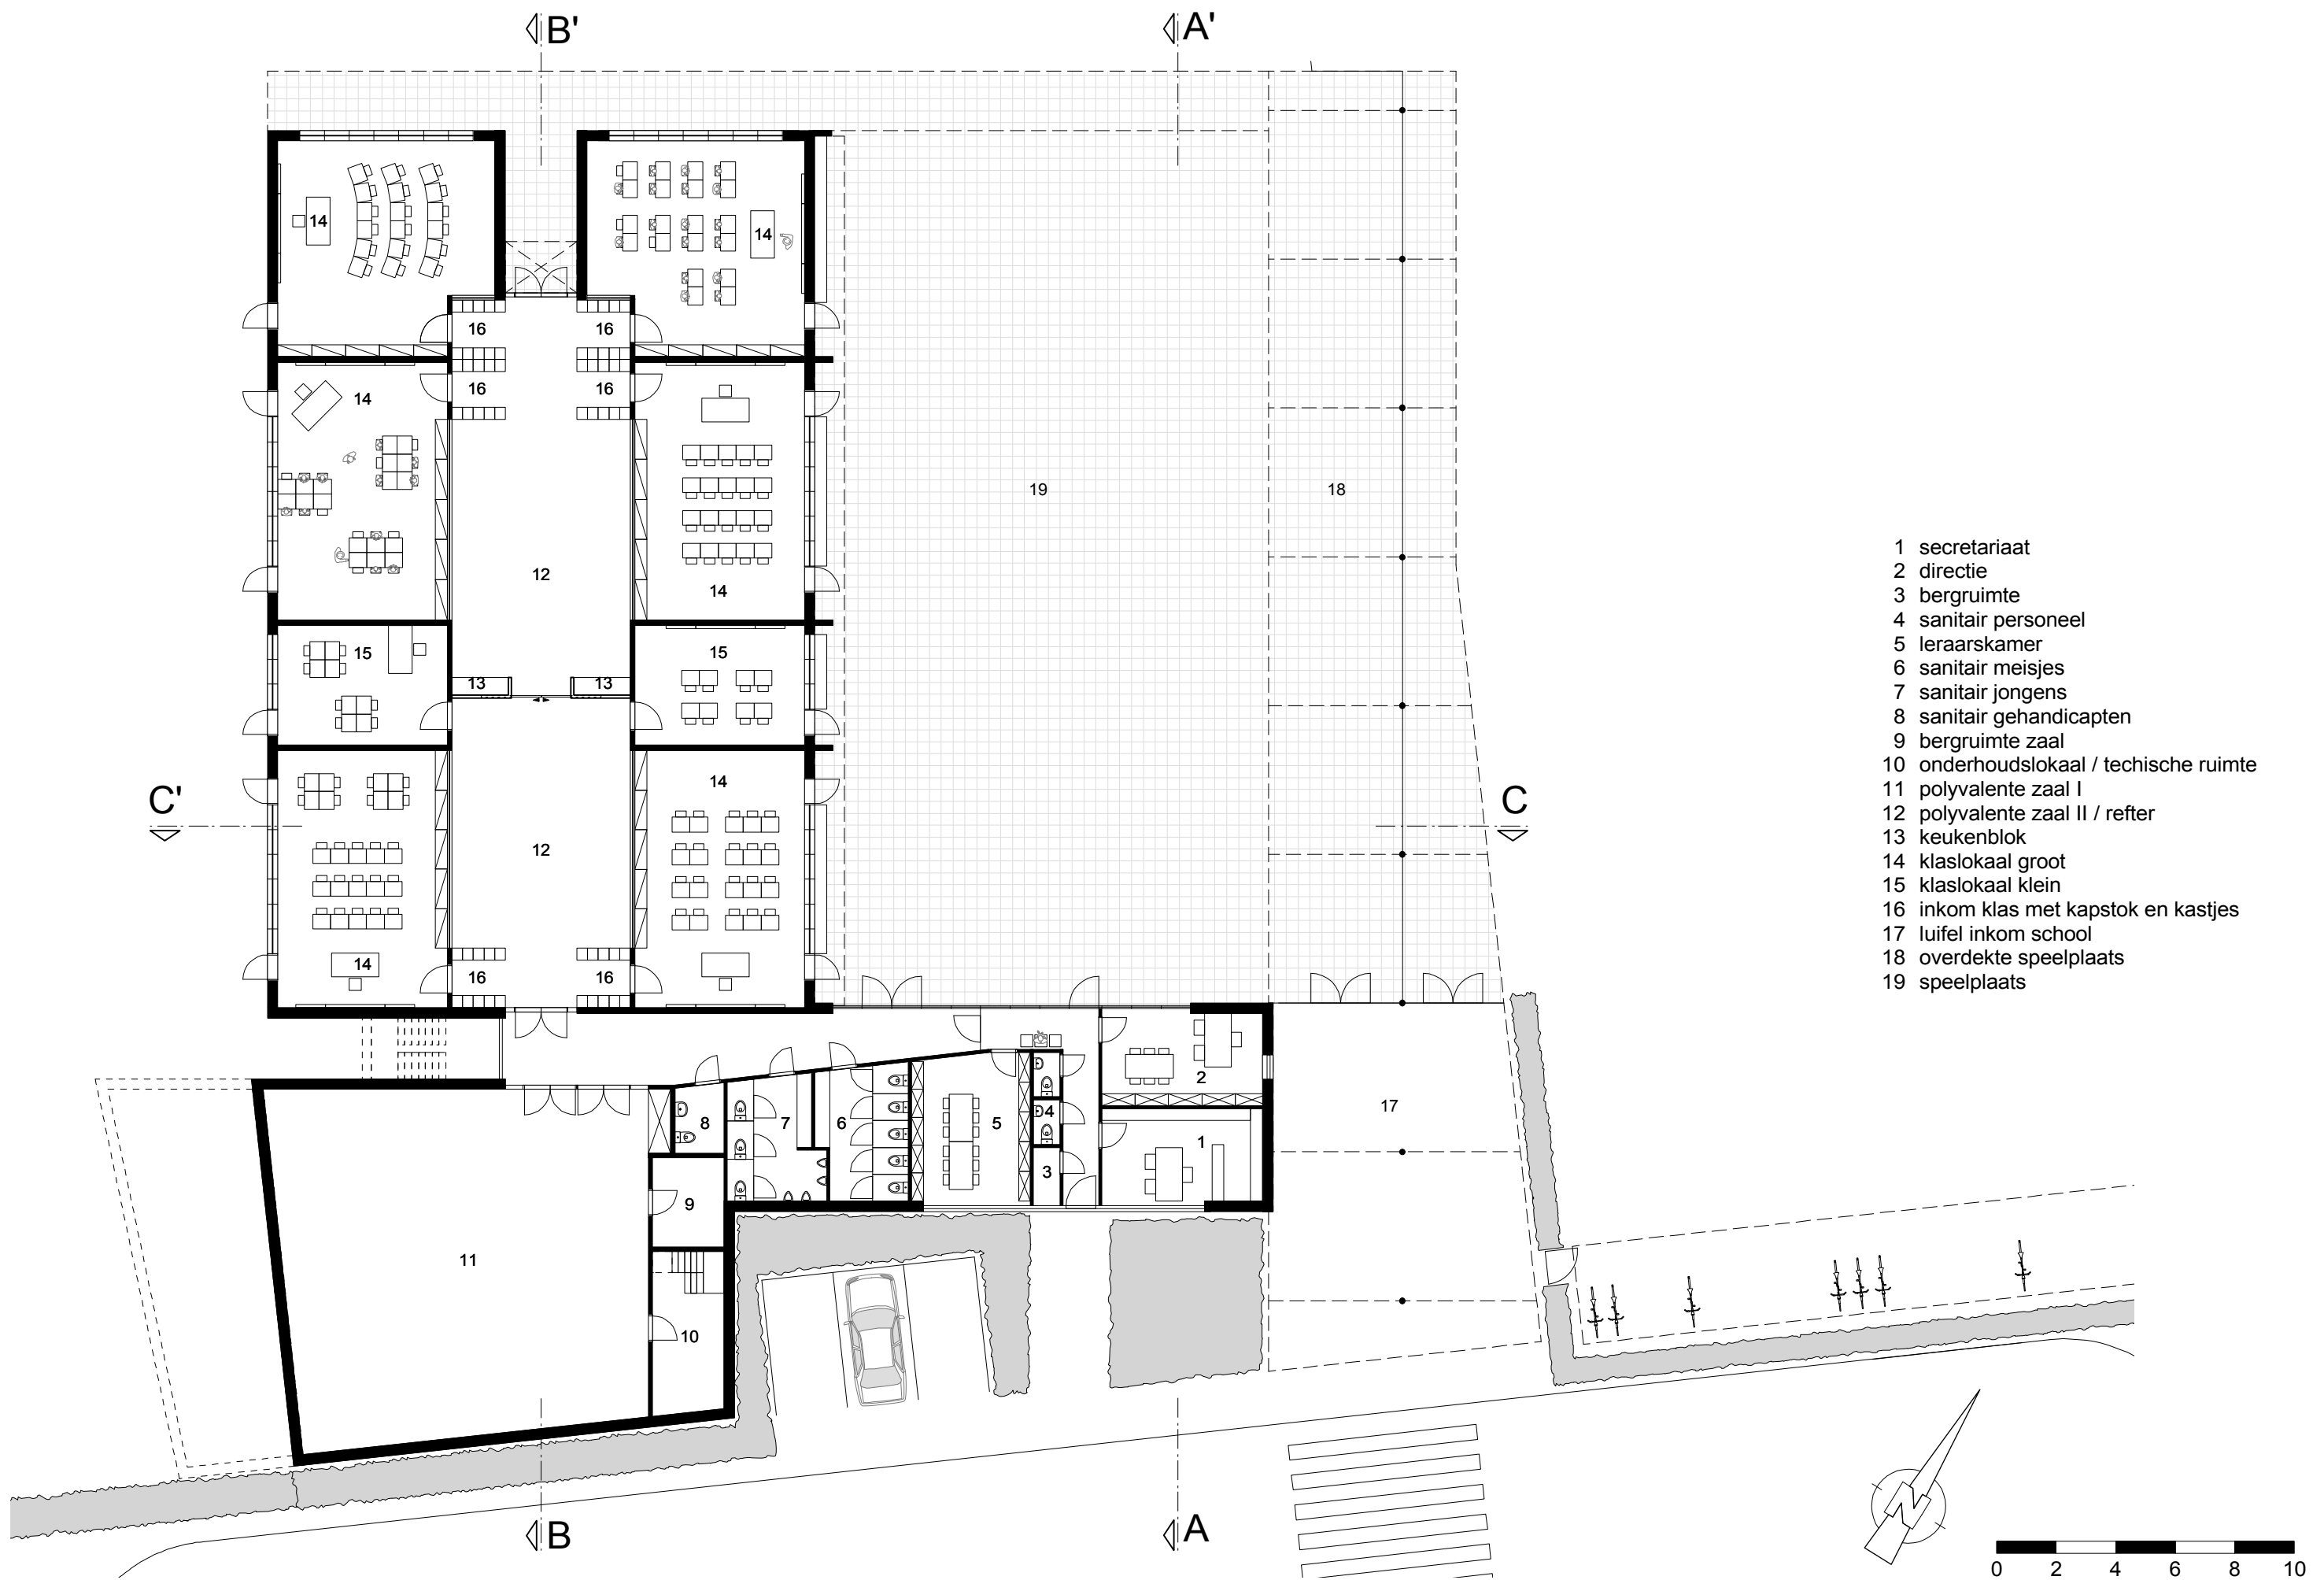 B'
A'
14
14
16
16
16
16
14
19
18
12
14
15
15
13
13
14
C'
C
12
14
16
16
2
17
8
7
6
5
4
1
3
9
11
10
B
A
N
1 secretariaat
2 directie
3 bergruimte
4 sanitair personeel
5 leraarskamer
6 sanitair meisjes
7 sanitair jongens
8 sanitair gehandicapten
9 bergruimte zaal
10 onderhoudslokaal / techische ruimte
11 polyvalente zaal I
12 polyvalente zaal II / refter
13 keukenblok
14 klaslokaal groot
15 klaslokaal klein
16 inkom klas met kapstok en kastjes
17 luifel inkom school
18 overdekte speelplaats
19 speelplaats
0 2 4 6 8 10